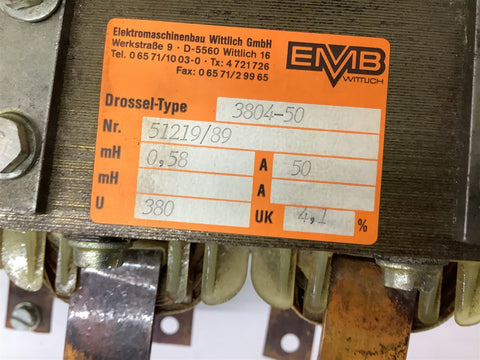 Elektromaschinenbau Wittlich GmbH
Werkstraße 9 · D-5560 Wittlich 16
Tel. 0 65 71/10 03-0 · Tx: 4 721726
Fax: 0 65 71/2 99 65
EMB
WITTLICH
Drossel-Type 3804-50
Nr. 51219/89
mH 0,58 A 50
mH A
U 380 UK 4,1 %